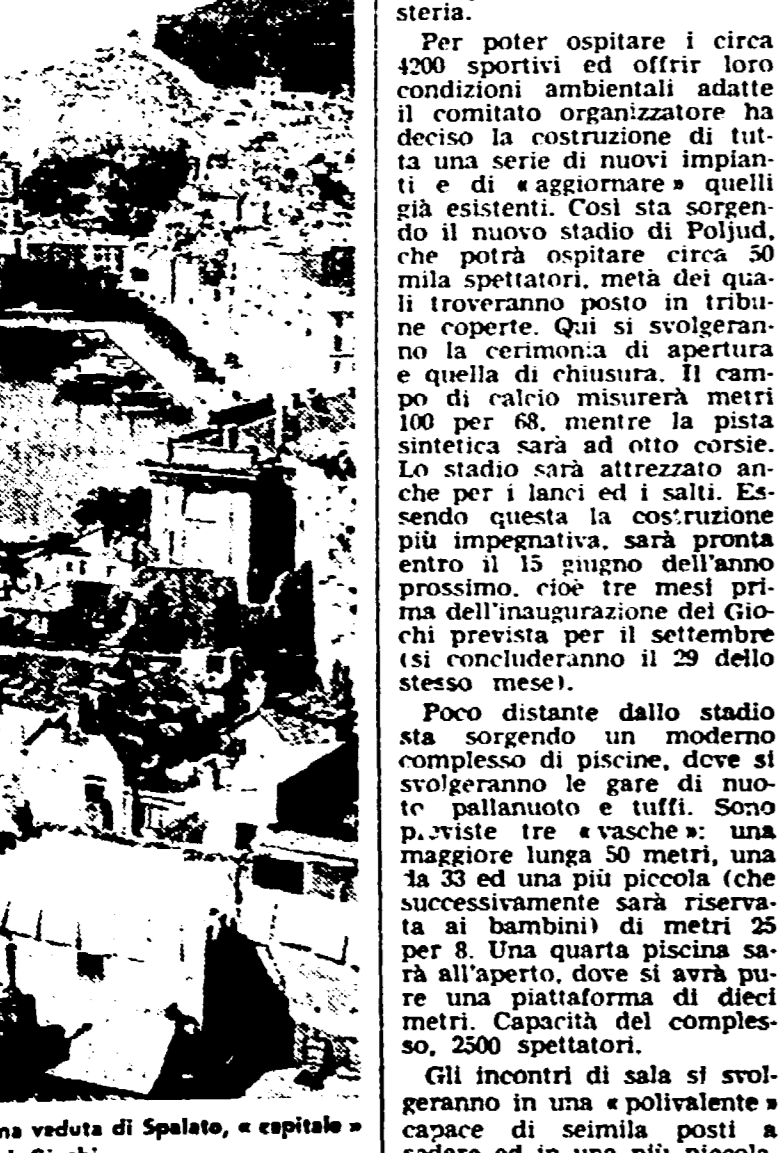 steria.
Per poter ospitare i circa
4200 sportivi ed offrir loro
condizioni ambientali adatte
il comitato organizzatore ha
deciso la costruzione di tut-
ta una serie di nuovi impian-
ti e di « aggiornare » quelli
già esistenti. Così sta sorgen-
do il nuovo stadio di Poljud,
che potrà ospitare circa 50
mila spettatori, metà dei qua-
li troveranno posto in tribu-
ne coperte. Qui si svolgeran-
no la cerimonia di apertura
e quella di chiusura. Il cam-
po di calcio misurerà metri
100 per 68, mentre la pista
sintetica sarà ad otto corsie.
Lo stadio sarà attrezzato an-
che per i lanci ed i salti. Es-
sendo questa la costruzione
più impegnativa, sarà pronta
entro il 15 giugno dell'anno
prossimo, cioè tre mesi pri-
ma dell'inaugurazione dei Gio-
chi prevista per il settembre
(si concluderanno il 29 dello
stesso mese).
Poco distante dallo stadio
sta sorgendo un moderno
complesso di piscine, dove si
svolgeranno le gare di nuo-
to pallanuoto e tuffi. Sono
previste tre « vasche »: una
maggiore lunga 50 metri, una
da 33 ed una più piccola (che
successivamente sarà riserva-
ta ai bambini) di metri 25
per 8. Una quarta piscina sa-
rà all'aperto, dove si avrà pu-
re una piattaforma di dieci
metri. Capacità del comples-
so, 2500 spettatori.
Gli incontri di sala si svol-
geranno in una « polivalente »
capace di seimila posti a
sedere ed in una più piccola
na veduta di Spalato, « capitale »